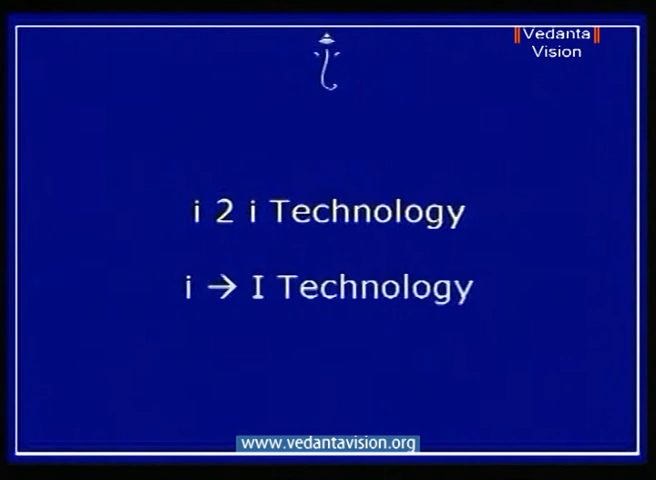 Vedanta
Vision
i 2 i Technology
i → I Technology
www.vedantavision.org